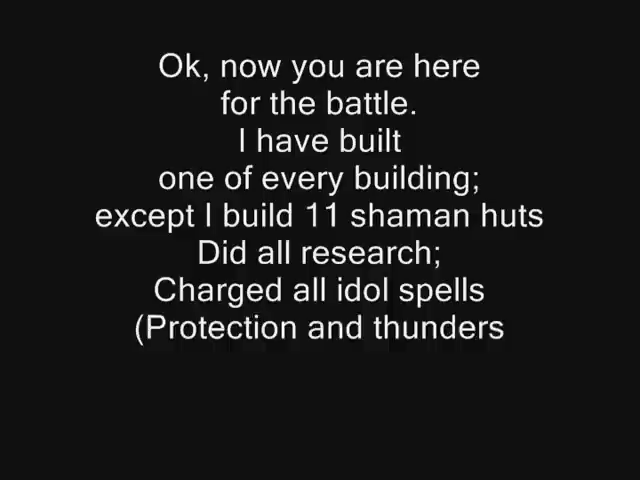 Ok, now you are here
for the battle.
I have built
one of every building;
except I build 11 shaman huts
Did all research;
Charged all idol spells
(Protection and thunders